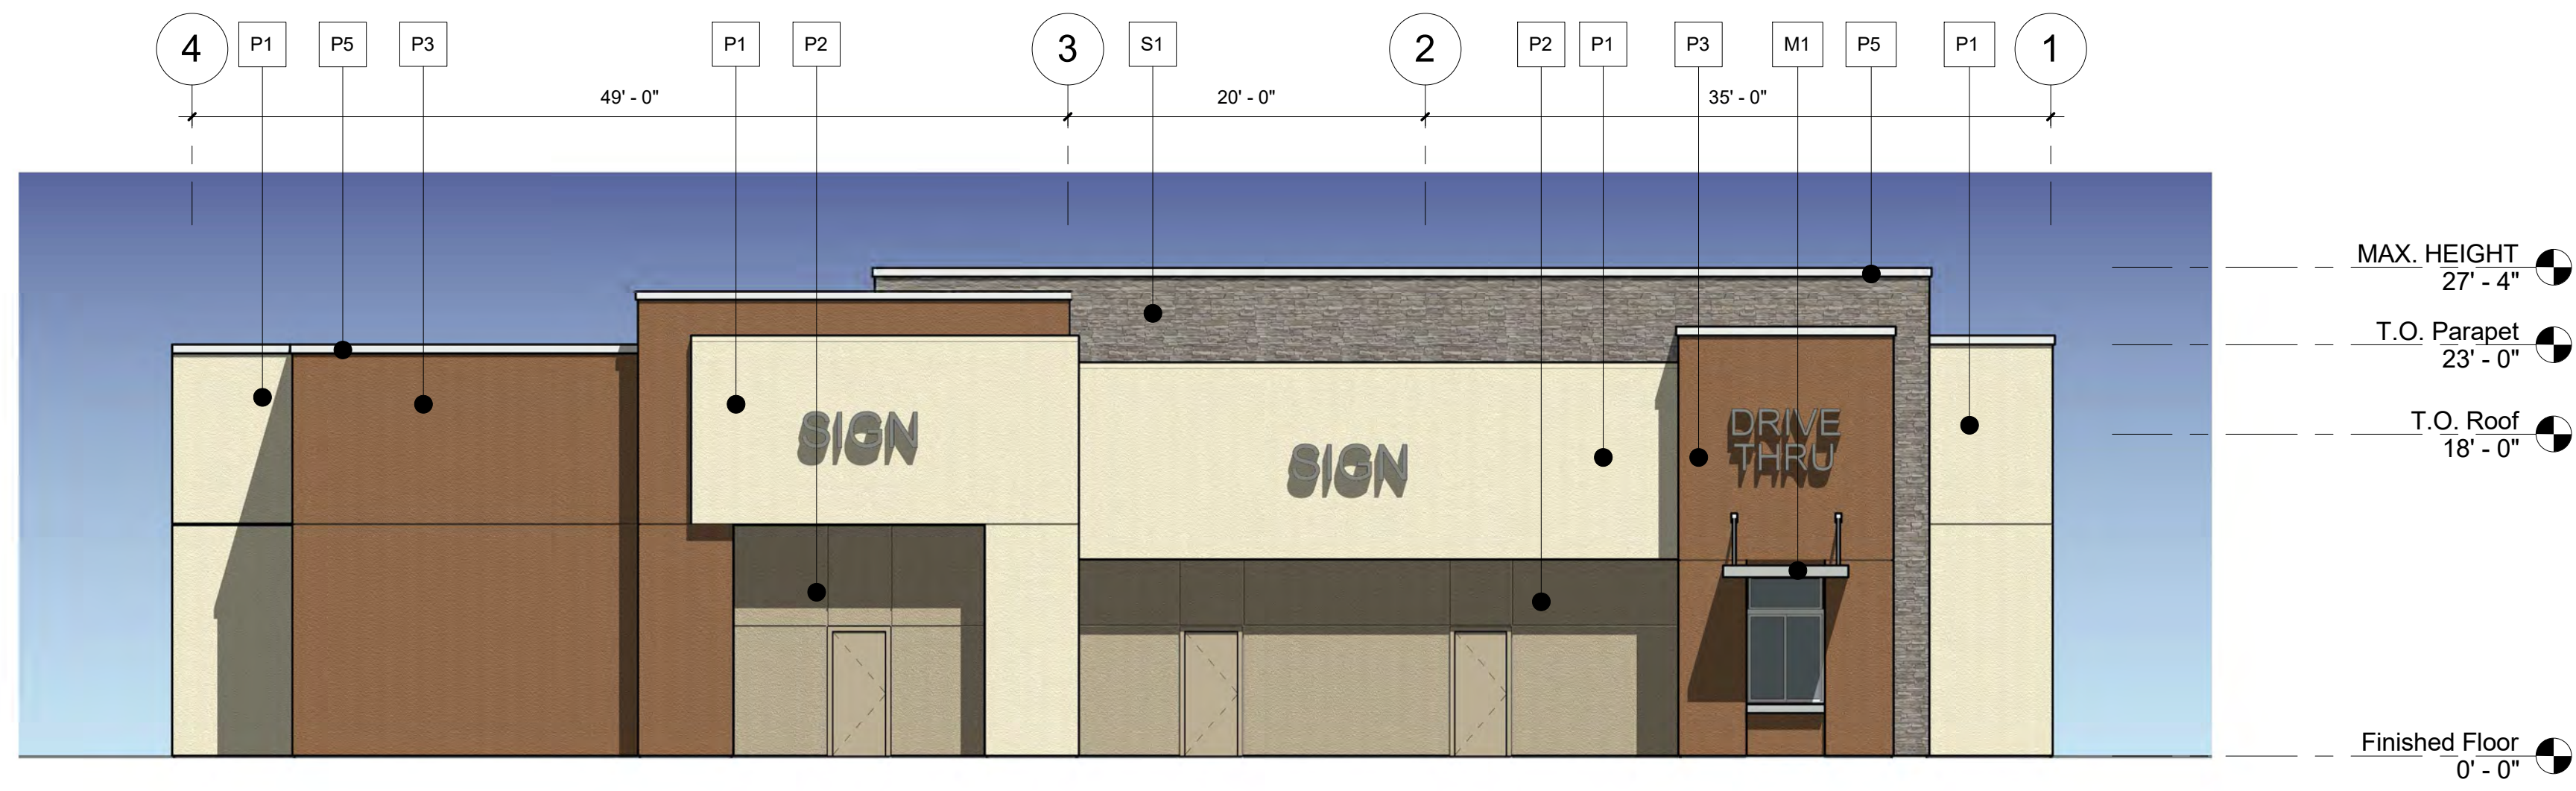 4
P1
P5
P3
P1
P2
3
S1
2
P2
P1
P3
M1
P5
P1
1
49' - 0"
20' - 0"
35' - 0"
MAX. HEIGHT
27' - 4"
T.O. Parapet
23' - 0"
T.O. Roof
18' - 0"
SIGN
SIGN
DRIVE
THRU
Finished Floor
0' - 0"